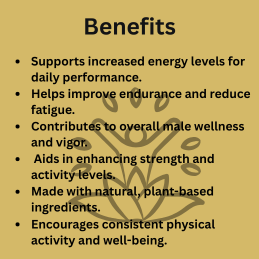 Benefits
• Supports increased energy levels for
daily performance.
• Helps improve endurance and reduce
fatigue.
• Contributes to overall male wellness
and vigor.
• Aids in enhancing strength and
activity levels.
• Made with natural, plant-based
ingredients.
• Encourages consistent physical
activity and well-being.